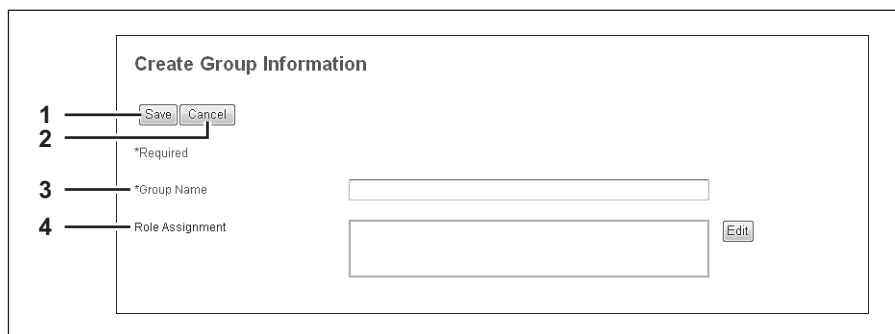 Create Group Information
1 Save Cancel
2
*Required
3 *Group Name
4 Role Assignment Edit